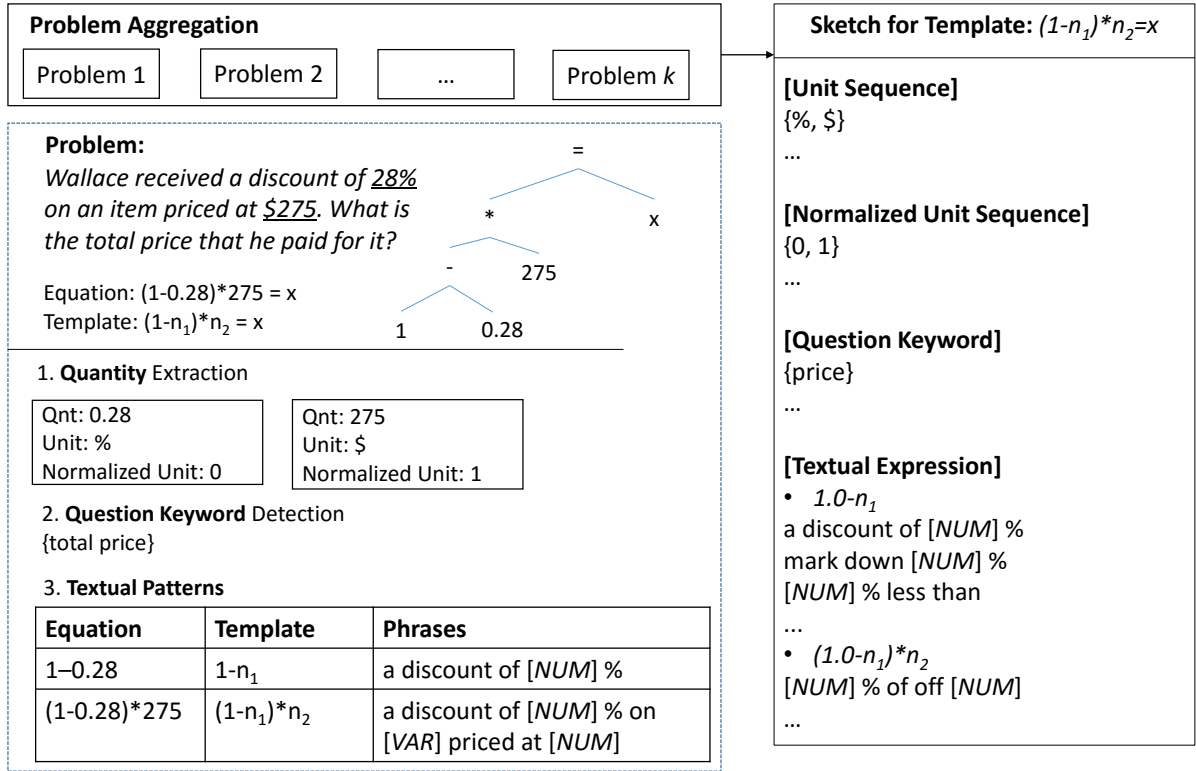 Problem Aggregation
Problem 1
Problem 2
...
Problem k
Problem:
Wallace received a discount of 28%
on an item priced at $275. What is
the total price that he paid for it?
Equation: (1-0.28)*275 = x
Template: (1-n1)*n2 = x
=
*
x
-
275
1
0.28
1. Quantity Extraction
Qnt: 0.28
Unit: %
Normalized Unit: 0
Qnt: 275
Unit: $
Normalized Unit: 1
2. Question Keyword Detection
{total price}
3. Textual Patterns
Equation Template Phrases
1–0.28 1-n1 a discount of [NUM] %
(1-0.28)*275 (1-n1)*n2 a discount of [NUM] % on
[VAR] priced at [NUM]
Sketch for Template: (1-n1)*n2=x
[Unit Sequence]
{%, $}
...
[Normalized Unit Sequence]
{0, 1}
...
[Question Keyword]
{price}
...
[Textual Expression]
• 1.0-n1
a discount of [NUM] %
mark down [NUM] %
[NUM] % less than
...
• (1.0-n1)*n2
[NUM] % of off [NUM]
...